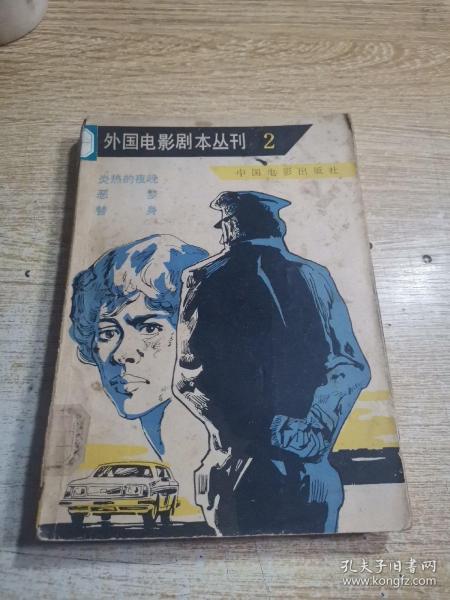 外国电影剧本丛刊 2
中国电影出版社
炎热的夜晚
恶梦
替身
孔夫子旧书网
www.kongfz.com